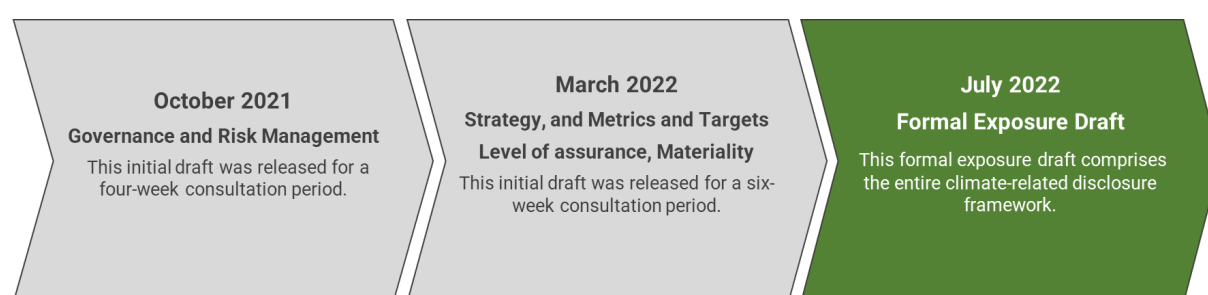 October 2021
Governance and Risk Management
This initial draft was released for a
four-week consultation period.
March 2022
Strategy, and Metrics and Targets
Level of assurance, Materiality
This initial draft was released for a six-
week consultation period.
July 2022
Formal Exposure Draft
This formal exposure draft comprises
the entire climate-related disclosure
framework.